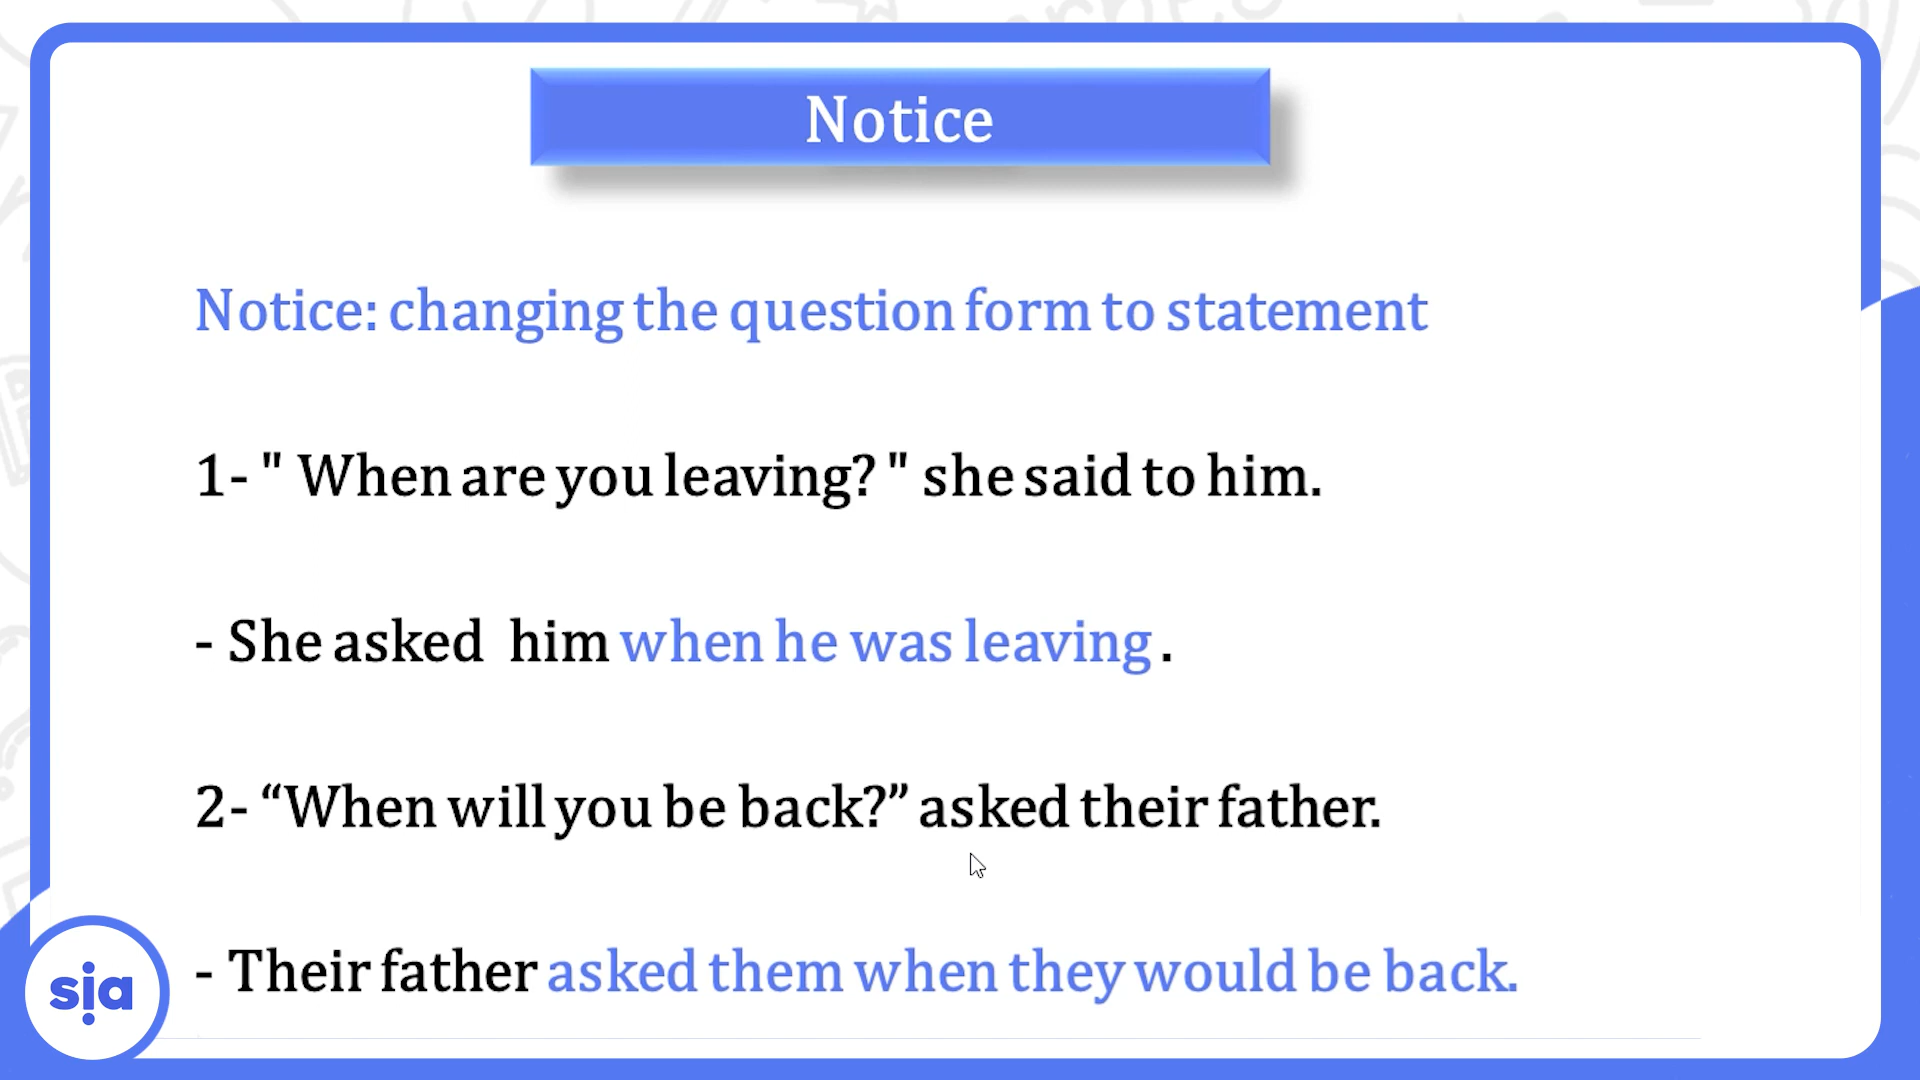 Notice
Notice: changing the question form to statement
1- " When are you leaving? " she said to him.
- She asked  him when he was leaving .
2- “When will you be back?” asked their father.
- Their father asked them when they would be back.
sia